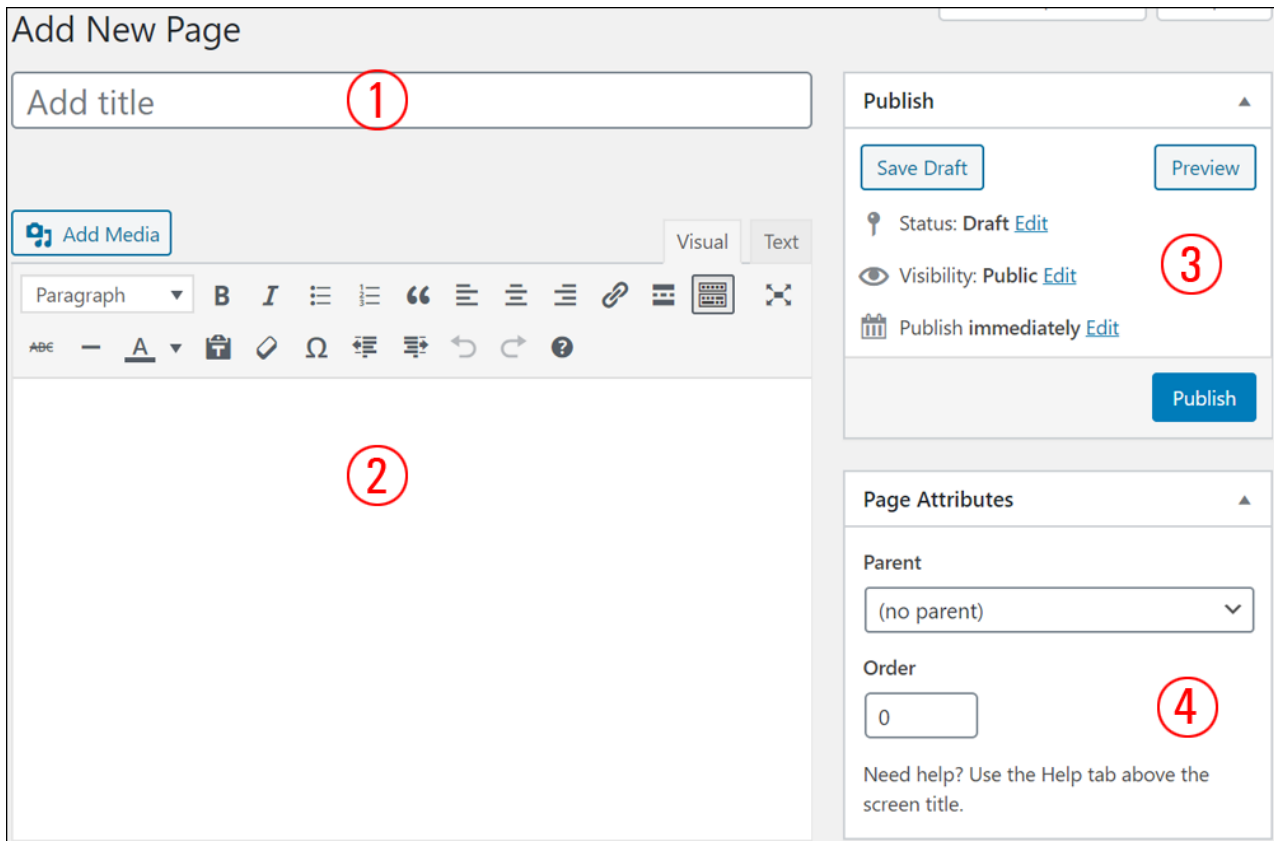 Add New Page
Add title
①
Add Media
Visual
Text
Paragraph
B
I
ABC
A
Ω
②
Publish
Save Draft
Preview
Status: Draft Edit
Visibility: Public Edit
Publish immediately Edit
③
Publish
Page Attributes
Parent
(no parent)
Order
0
④
Need help? Use the Help tab above the
screen title.